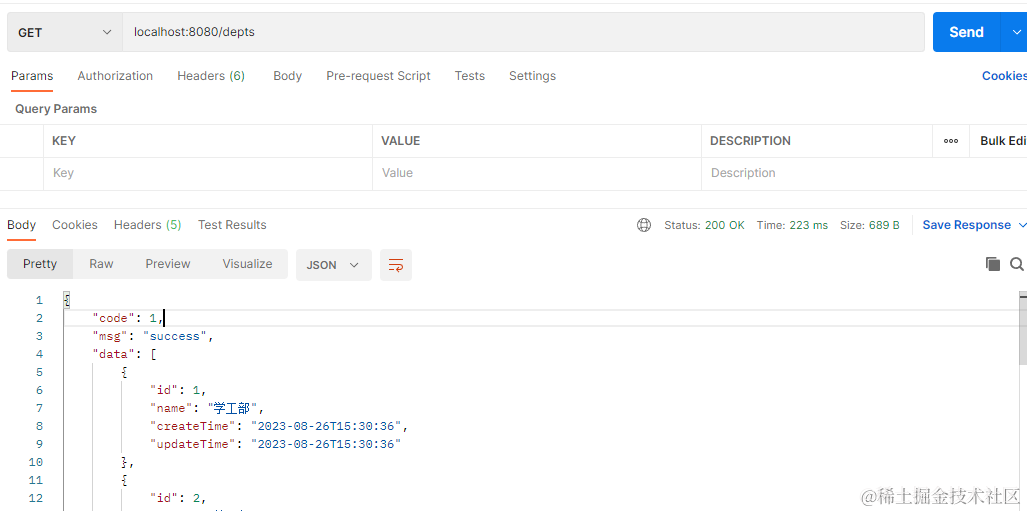 GET localhost:8080/depts Send
Params Authorization Headers (6) Body Pre-request Script Tests Settings Cookies
Query Params
KEY VALUE DESCRIPTION ooo Bulk Edi
Key Value Description
Body Cookies Headers (5) Test Results Status: 200 OK Time: 223 ms Size: 689 B Save Response
Pretty Raw Preview Visualize JSON
1 {
2 "code": 1,
3 "msg": "success",
4 "data": [
5 {
6 "id": 1,
7 "name": "学工部",
8 "createTime": "2023-08-26T15:30:36",
9 "updateTime": "2023-08-26T15:30:36"
10 },
11 {
12 "id": 2,
@稀土掘金技术社区